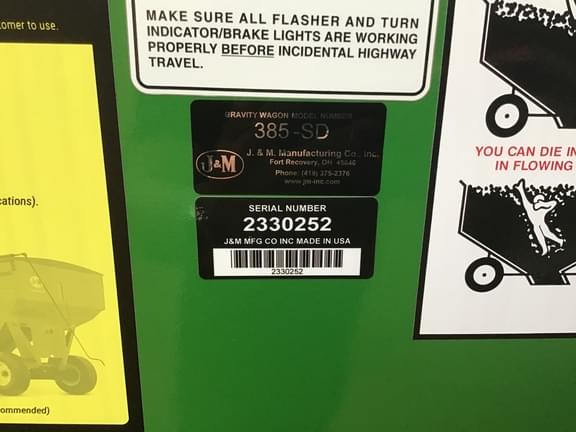 omer to use.
cations).
ommended)
MAKE SURE ALL FLASHER AND TURN
INDICATOR/BRAKE LIGHTS ARE WORKING
PROPERLY BEFORE INCIDENTAL HIGHWAY
TRAVEL.
GRAVITY WAGON MODEL NUMBER
385-SD
J&M
J. & M. Manufacturing Co., Inc.
Fort Recovery, OH 45846
Phone: (419) 375-2376
www.jm-inc.com
SERIAL NUMBER
2330252
J&M MFG CO INC MADE IN USA
2330252
YOU CAN DIE IN
IN FLOWING